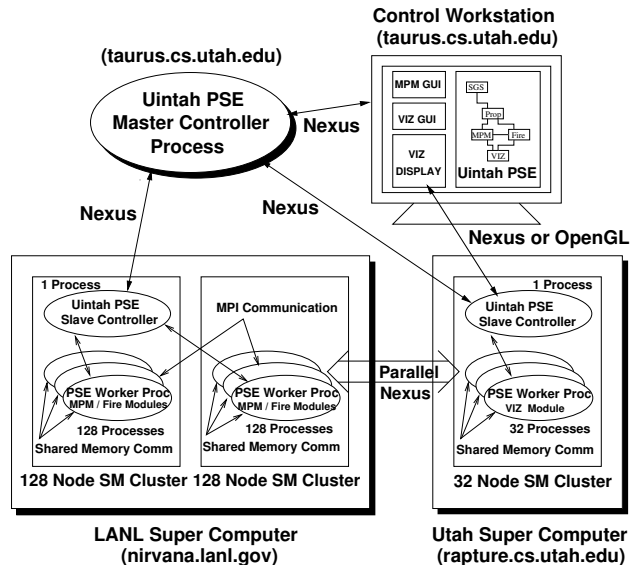 Control Workstation
(taurus.cs.utah.edu)
(taurus.cs.utah.edu)
Uintah PSE
Master Controller
Process
Nexus
MPM GUI
VIZ GUI
VIZ
DISPLAY
SGS
Prop
MPM
Fire
VIZ
Uintah PSE
Nexus
Nexus
Nexus or OpenGL
1 Process
Uintah PSE
Slave Controller
MPI Communication
PSE Worker Proc
MPM / Fire Modules
128 Processes
Shared Memory Comm
128 Node SM Cluster
PSE Worker Proc
MPM / Fire Modules
128 Processes
Shared Memory Comm
128 Node SM Cluster
Parallel
Nexus
1 Process
Uintah PSE
Slave Controller
PSE Worker Proc
VIZ Module
32 Processes
Shared Memory Comm
32 Node SM Cluster
LANL Super Computer
(nirvana.lanl.gov)
Utah Super Computer
(rapture.cs.utah.edu)